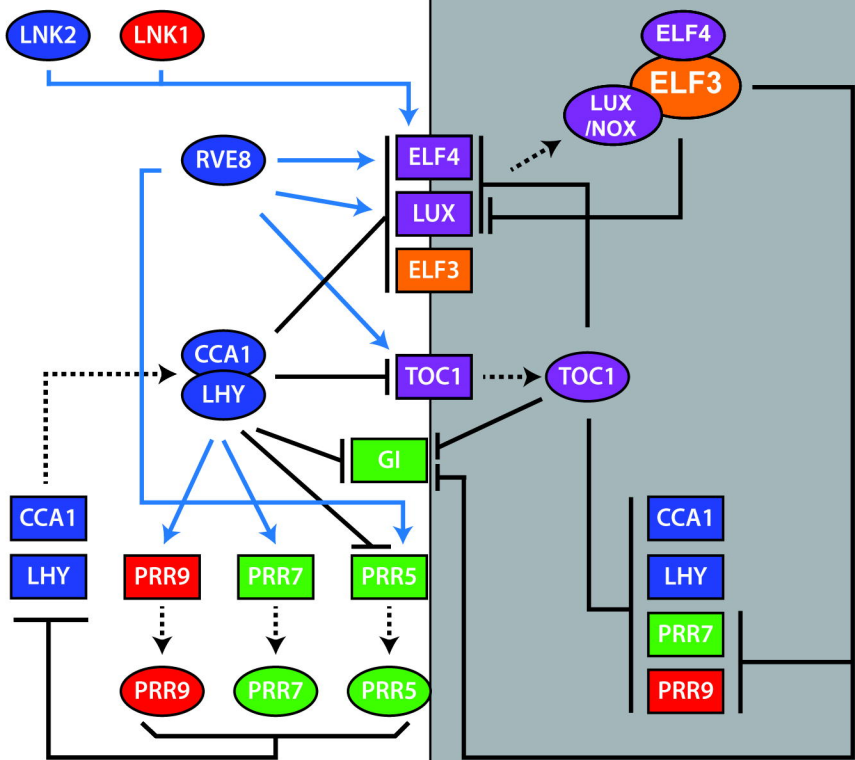 LNK2
LNK1
ELF4
ELF3
LUX
/NOX
RVE8
ELF4
LUX
ELF3
CCA1
LHY
TOC1
TOC1
GI
CCA1
LHY
PRR9
PRR7
PRR5
CCA1
LHY
PRR7
PRR9
PRR9
PRR7
PRR5